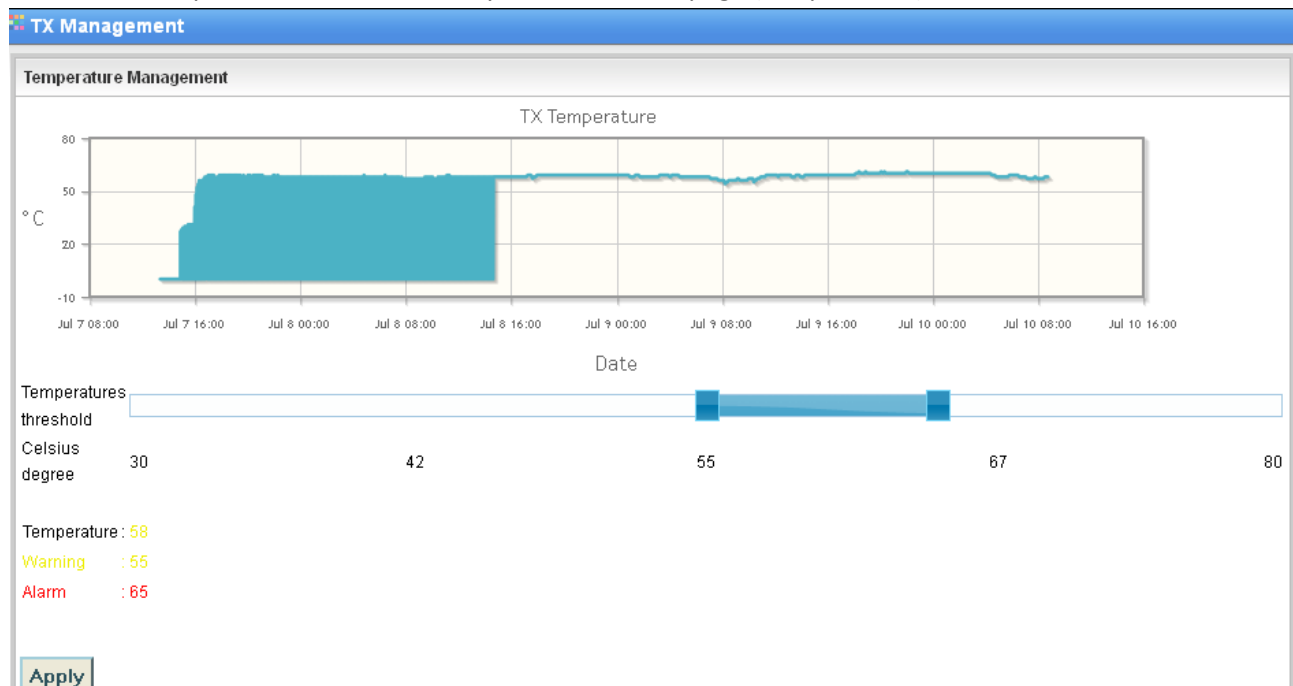 TX Management
Temperature Management
TX Temperature
80
50
°C
20
-10
Jul 7 08:00 Jul 7 16:00 Jul 8 00:00 Jul 8 08:00 Jul 8 16:00 Jul 9 00:00 Jul 9 08:00 Jul 9 16:00 Jul 10 00:00 Jul 10 08:00 Jul 10 16:00
Date
Temperatures
threshold
Celsius
degree
30 42 55 67 80
Temperature : 58
Warning : 55
Alarm : 65
Apply